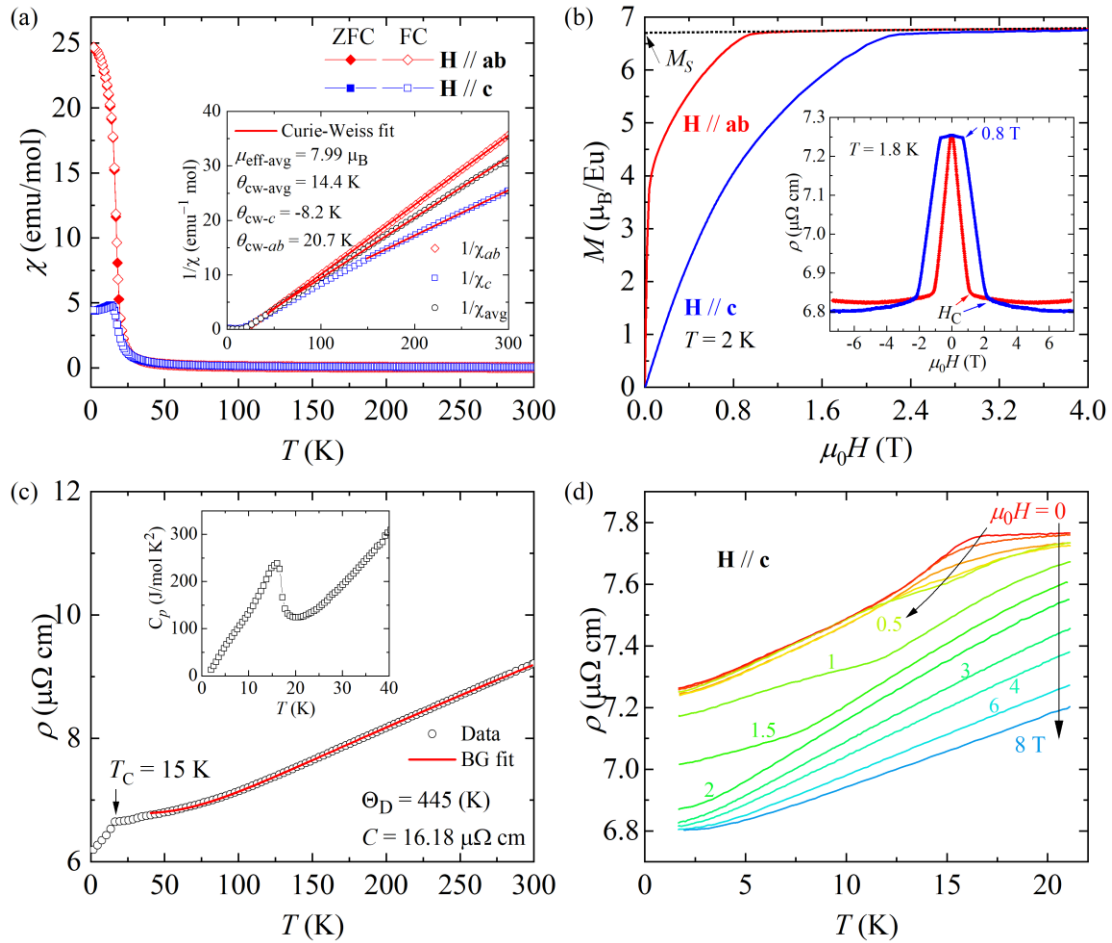 (a)
ZFC FC
H // ab
H // c
25
20
15
10
5
0
χ (emu/mol)
0 50 100 150 200 250 300
T (K)
40
30
20
10
0
1/χ (emu⁻¹ mol)
0 100 200 300
Curie-Weiss fit
μeff-avg = 7.99 μB
θcw-avg = 14.4 K
θcw-c = -8.2 K
θcw-ab = 20.7 K
1/χab
1/χc
1/χavg
(b)
7
6
5
4
3
2
1
0
M (μB/Eu)
0.0 0.8 1.6 2.4 3.2 4.0
μ0H (T)
MS
H // ab
H // c
T = 2 K
7.3
7.2
7.1
7.0
6.9
6.8
ρ (μΩ cm)
-6 -4 -2 0 2 4 6
μ0H (T)
T = 1.8 K
0.8 T
HC
(c)
12
10
8
6
ρ (μΩ cm)
0 50 100 150 200 250 300
T (K)
300
200
100
0
Cp (J/mol K²)
0 10 20 30 40
T (K)
TC = 15 K
Data
BG fit
ΘD = 445 (K)
C = 16.18 μΩ cm
(d)
7.8
7.6
7.4
7.2
7.0
6.8
ρ (μΩ cm)
0 5 10 15 20
T (K)
μ0H = 0
H // c
0.5
1
1.5
2
3
4
6
8 T